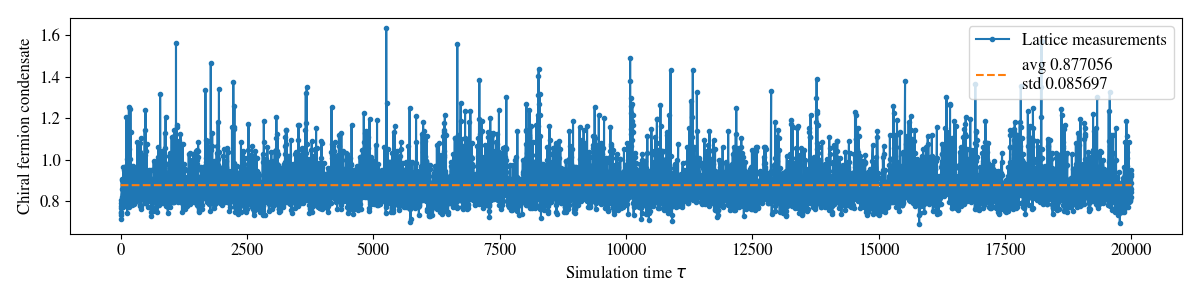 Chiral fermion condensate
1.6
1.4
1.2
1.0
0.8
0
2500
5000
7500
10000
12500
15000
17500
20000
Simulation time τ
Lattice measurements
avg 0.877056
std 0.085697